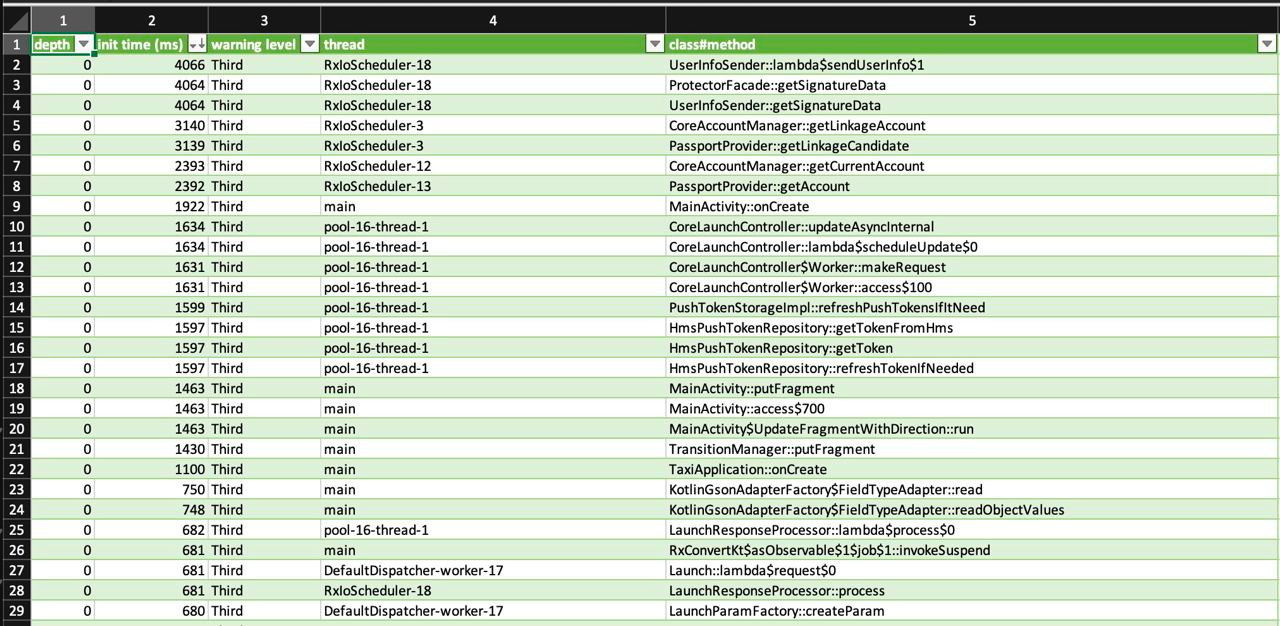 1 2 3 4 5
1 depth init time (ms) warning level thread class#method
2 0 4066 Third RxIoScheduler-18 UserInfoSender::lambda$sendUserInfo$1
3 0 4064 Third RxIoScheduler-18 ProtectorFacade::getSignatureData
4 0 4064 Third RxIoScheduler-18 UserInfoSender::getSignatureData
5 0 3140 Third RxIoScheduler-3 CoreAccountManager::getLinkageAccount
6 0 3139 Third RxIoScheduler-3 PassportProvider::getLinkageCandidate
7 0 2393 Third RxIoScheduler-12 CoreAccountManager::getCurrentAccount
8 0 2392 Third RxIoScheduler-13 PassportProvider::getAccount
9 0 1922 Third main MainActivity::onCreate
10 0 1634 Third pool-16-thread-1 CoreLaunchController::updateAsyncInternal
11 0 1634 Third pool-16-thread-1 CoreLaunchController::lambda$scheduleUpdate$0
12 0 1631 Third pool-16-thread-1 CoreLaunchController$Worker::makeRequest
13 0 1631 Third pool-16-thread-1 CoreLaunchController$Worker::access$100
14 0 1599 Third pool-16-thread-1 PushTokenStorageImpl::refreshPushTokensIfItNeed
15 0 1597 Third pool-16-thread-1 HmsPushTokenRepository::getTokenFromHms
16 0 1597 Third pool-16-thread-1 HmsPushTokenRepository::getToken
17 0 1597 Third pool-16-thread-1 HmsPushTokenRepository::refreshTokenIfNeeded
18 0 1463 Third main MainActivity::putFragment
19 0 1463 Third main MainActivity::access$700
20 0 1463 Third main MainActivity$UpdateFragmentWithDirection::run
21 0 1430 Third main TransitionManager::putFragment
22 0 1100 Third main TaxiApplication::onCreate
23 0 750 Third main KotlinGsonAdapterFactory$FieldTypeAdapter::read
24 0 748 Third main KotlinGsonAdapterFactory$FieldTypeAdapter::readObjectValues
25 0 682 Third pool-16-thread-1 LaunchResponseProcessor::lambda$process$0
26 0 681 Third main RxConvertKt$asObservable$1$job$1::invokeSuspend
27 0 681 Third DefaultDispatcher-worker-17 Launch::lambda$request$0
28 0 681 Third RxIoScheduler-18 LaunchResponseProcessor::process
29 0 680 Third DefaultDispatcher-worker-17 LaunchParamFactory::createParam